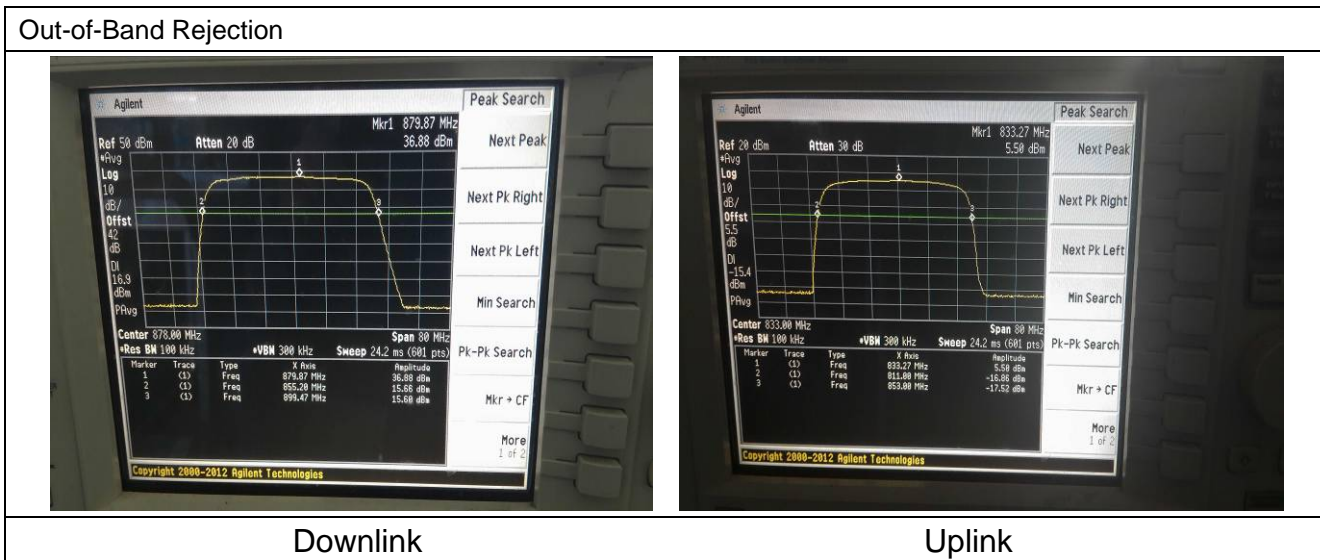 Out-of-Band Rejection
Agilent
Peak Search
Mkr1 879.87 MHz
Ref 50 dBm Atten 20 dB 36.88 dBm
Next Peak
#Avg
Log
10
dB/
Offst
42
dB
DI
16.9
dBm
PAvg
1
2
3
Next Pk Right
Next Pk Left
Min Search
Center 878.00 MHz Span 80 MHz
#Res BW 100 kHz #VBW 300 kHz Sweep 24.2 ms (601 pts)
Pk-Pk Search
Marker Trace Type X Axis Amplitude
1 (1) Freq 879.87 MHz 36.88 dBm
2 (1) Freq 855.20 MHz 15.66 dBm
3 (1) Freq 899.47 MHz 15.60 dBm
Mkr → CF
More
1 of 2
Copyright 2000-2012 Agilent Technologies
Agilent
Peak Search
Mkr1 833.27 MHz
Ref 20 dBm Atten 30 dB 5.50 dBm
Next Peak
#Avg
Log
10
dB/
Offst
5.5
dB
DI
-15.4
dBm
PAvg
1
2
3
Next Pk Right
Next Pk Left
Min Search
Center 833.00 MHz Span 80 MHz
#Res BW 100 kHz #VBW 300 kHz Sweep 24.2 ms (601 pts)
Pk-Pk Search
Marker Trace Type X Axis Amplitude
1 (1) Freq 833.27 MHz 5.50 dBm
2 (1) Freq 811.00 MHz -16.86 dBm
3 (1) Freq 853.00 MHz -17.52 dBm
Mkr → CF
More
1 of 2
Copyright 2000-2012 Agilent Technologies
Downlink
Uplink